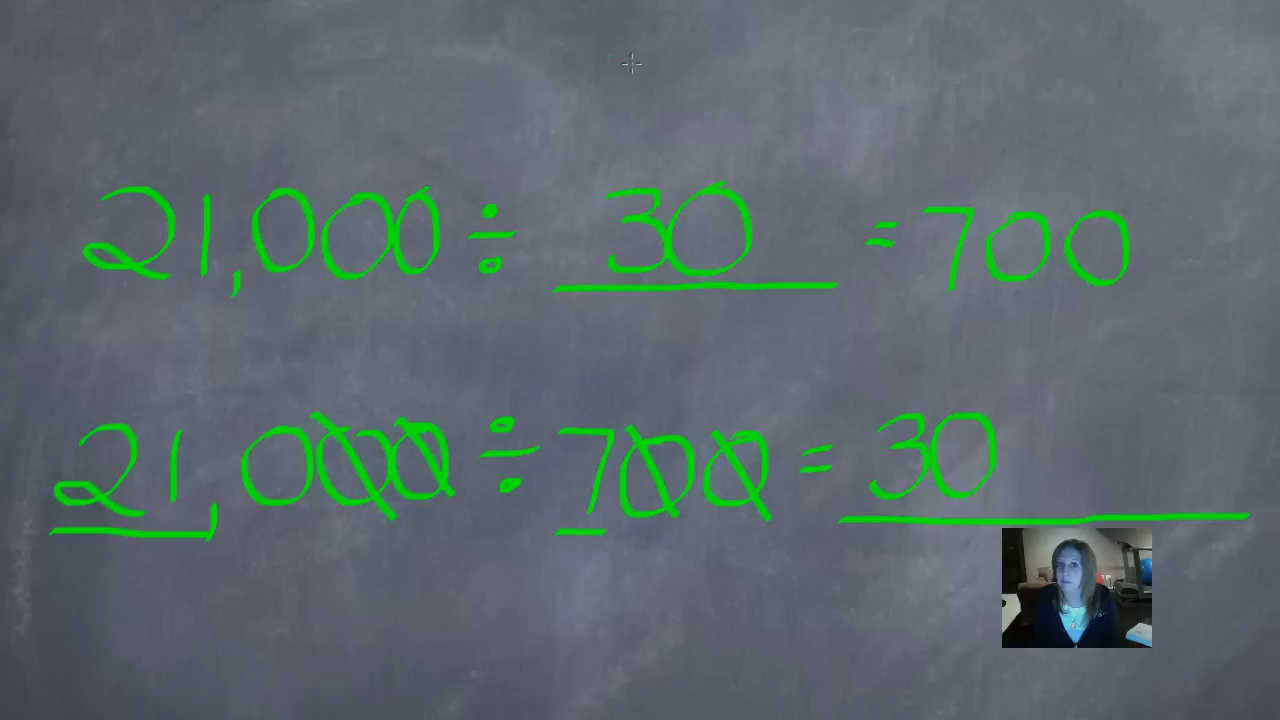 21,000 ÷ 30 = 700
21,000 ÷ 700 = 30